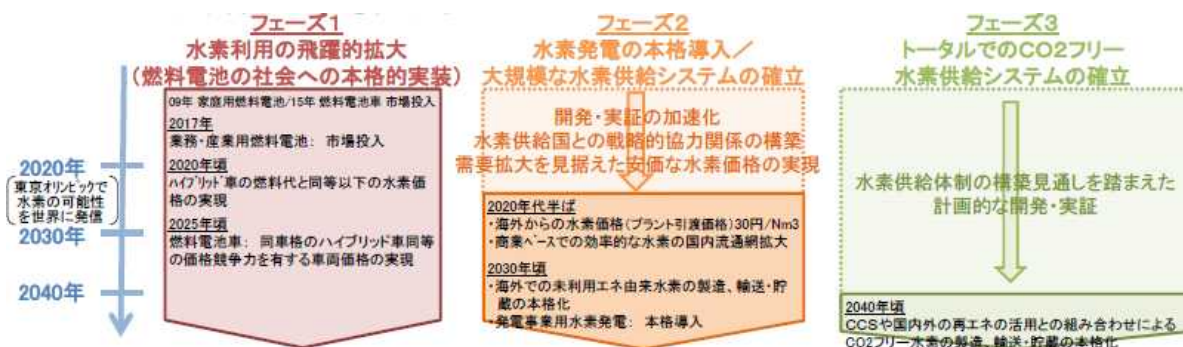 フェーズ1
水素利用の飛躍的拡大
(燃料電池の社会への本格的実装)
09年 家庭用燃料電池/15年 燃料電池車 市場投入
2017年
業務・産業用燃料電池: 市場投入
2020年頃
ハイブリッド車の燃料代と同等以下の水素価
格の実現
2025年頃
燃料電池車: 同車格のハイブリッド車同等
の価格競争力を有する車両価格の実現
2020年
東京オリンピックで
水素の可能性
を世界に発信
2030年
2040年
フェーズ2
水素発電の本格導入/
大規模な水素供給システムの確立
開発・実証の加速化
水素供給国との戦略的協力関係の構築
需要拡大を見据えた安価な水素価格の実現
2020年代半ば
・海外からの水素価格(プラント引渡価格)30円/Nm3
・商業ベースでの効率的な水素の国内流通網拡大
2030年頃
・海外での未利用エネ由来水素の製造、輸送・貯
蔵の本格化
・発電事業用水素発電: 本格導入
フェーズ3
トータルでのCO2フリー
水素供給システムの確立
水素供給体制の構築見通しを踏まえた
計画的な開発・実証
2040年頃
CCSや国内外の再エネの活用との組み合わせによる
CO2フリー水素の製造、輸送・貯蔵の本格化